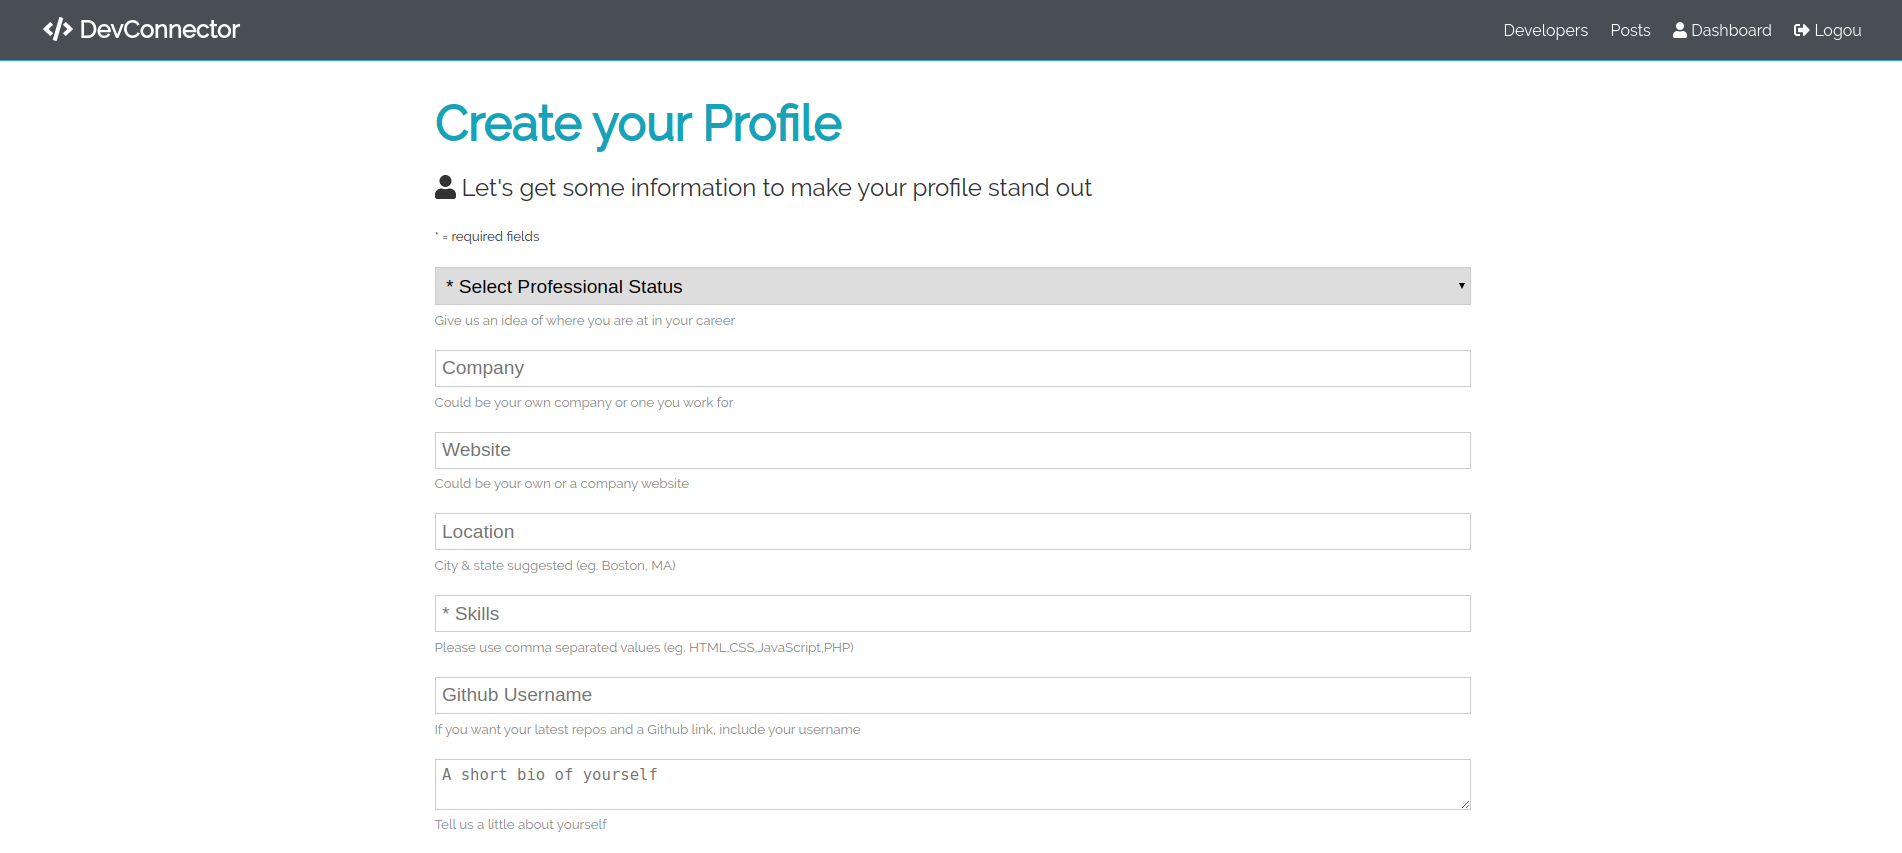 DevConnector
Developers Posts Dashboard Logou
Create your Profile
Let's get some information to make your profile stand out
* = required fields
* Select Professional Status
Give us an idea of where you are at in your career
Company
Could be your own company or one you work for
Website
Could be your own or a company website
Location
City & state suggested (eg. Boston, MA)
* Skills
Please use comma separated values (eg. HTML,CSS,JavaScript,PHP)
Github Username
If you want your latest repos and a Github link, include your username
A short bio of yourself
Tell us a little about yourself